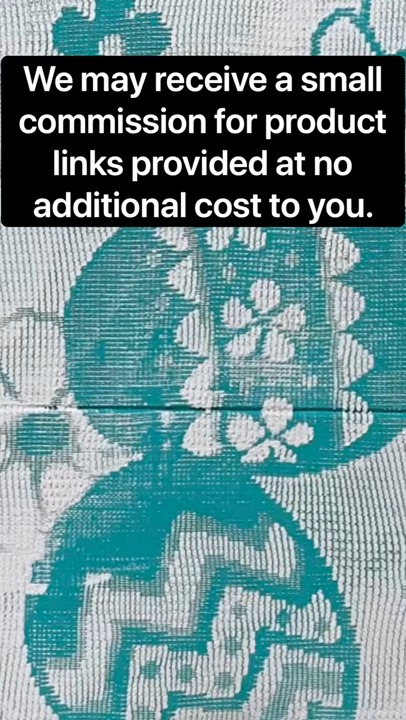 We may receive a small
commission for product
links provided at no
additional cost to you.